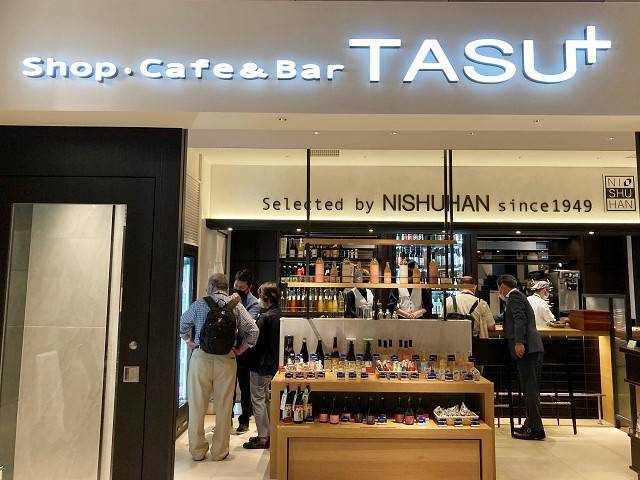 Shop・Cafe&Bar TASU+
Selected by NISHUHAN since1949
NI
SHU
HAN